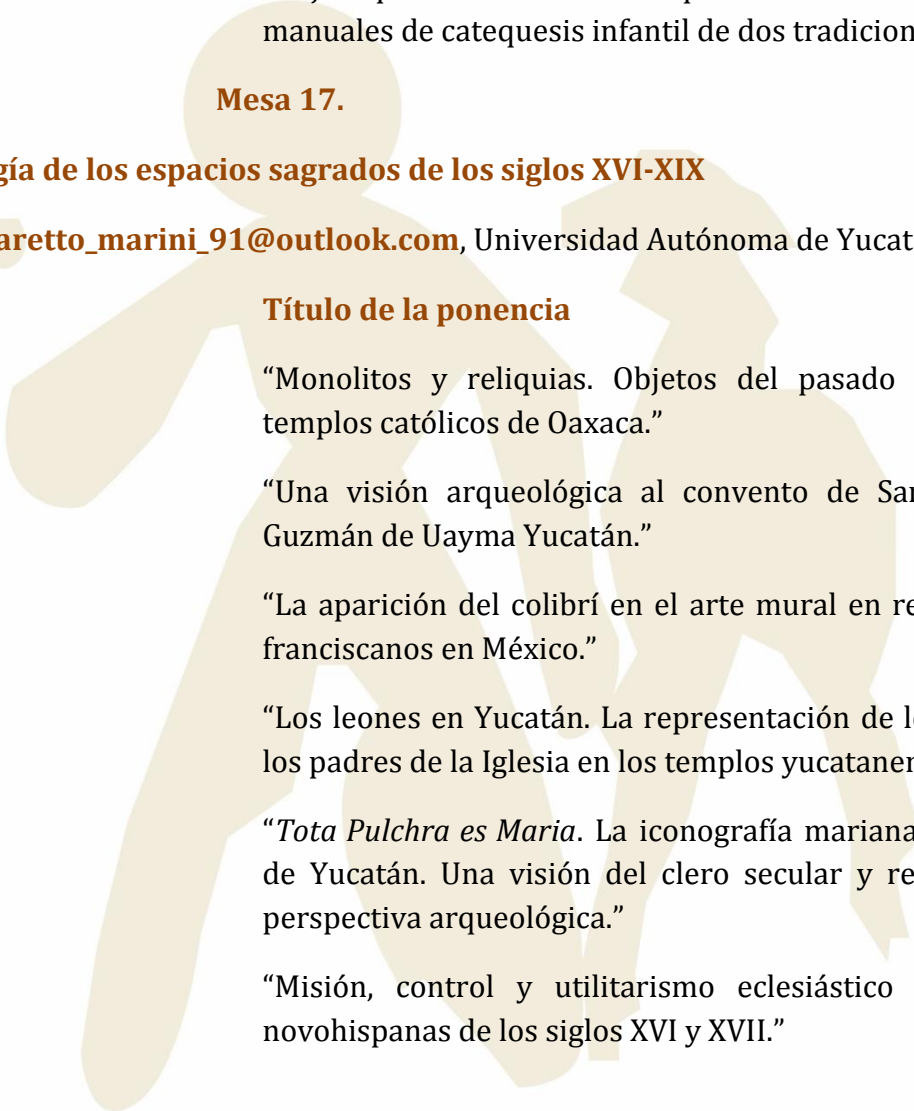 manuales de catequesis infantil de dos tradicion
Mesa 17.
gía de los espacios sagrados de los siglos XVI-XIX
aretto_marini_91@outlook.com, Universidad Autónoma de Yucat
Título de la ponencia
“Monolitos y reliquias. Objetos del pasado
templos católicos de Oaxaca.”
“Una visión arqueológica al convento de Sa
Guzmán de Uayma Yucatán.”
“La aparición del colibrí en el arte mural en re
franciscanos en México.”
“Los leones en Yucatán. La representación de l
los padres de la Iglesia en los templos yucatane
“Tota Pulchra es Maria. La iconografía mariana
de Yucatán. Una visión del clero secular y re
perspectiva arqueológica.”
“Misión, control y utilitarismo eclesiástico
novohispanas de los siglos XVI y XVII.”